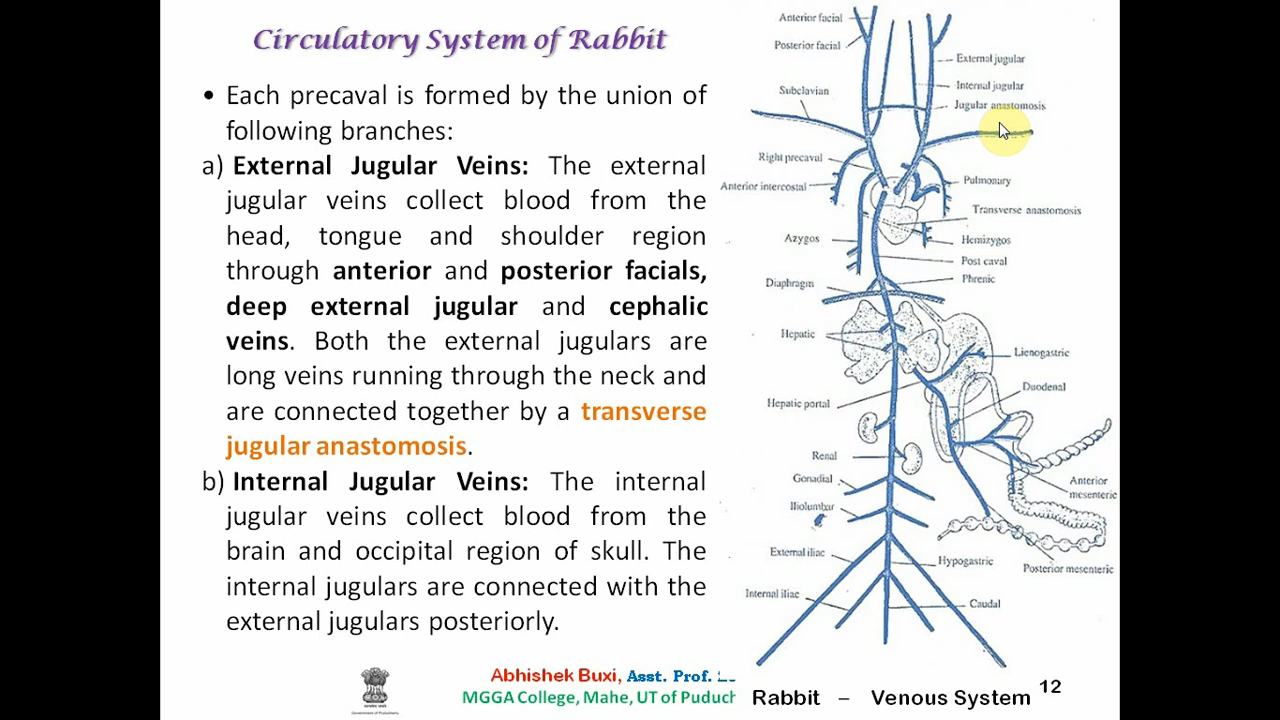 Circulatory System of Rabbit
• Each precaval is formed by the union of
following branches:
a) External Jugular Veins: The external
jugular veins collect blood from the
head, tongue and shoulder region
through anterior and posterior facials,
deep external jugular and cephalic
veins. Both the external jugulars are
long veins running through the neck and
are connected together by a transverse
jugular anastomosis.
b) Internal Jugular Veins: The internal
jugular veins collect blood from the
brain and occipital region of skull. The
internal jugulars are connected with the
external jugulars posteriorly.
Anterior facial
Posterior facial
External jugular
Internal jugular
Subclavian
Jugular anastomosis
Right precaval
Anterior intercostal
Pulmonary
Transverse anastomosis
Azygos
Hemizygos
Post caval
Phrenic
Diaphragm
Hepatic
Lienogastric
Duodenal
Hepatic portal
Renal
Gonadial
Anterior
mesenteric
Iliolumbar
External iliac
Hypogastric
Posterior mesenteric
Internal iliac
Caudal
Abhishek Buxi, Asst. Prof.
MGGA College, Mahe, UT of Puduch
Rabbit – Venous System
12